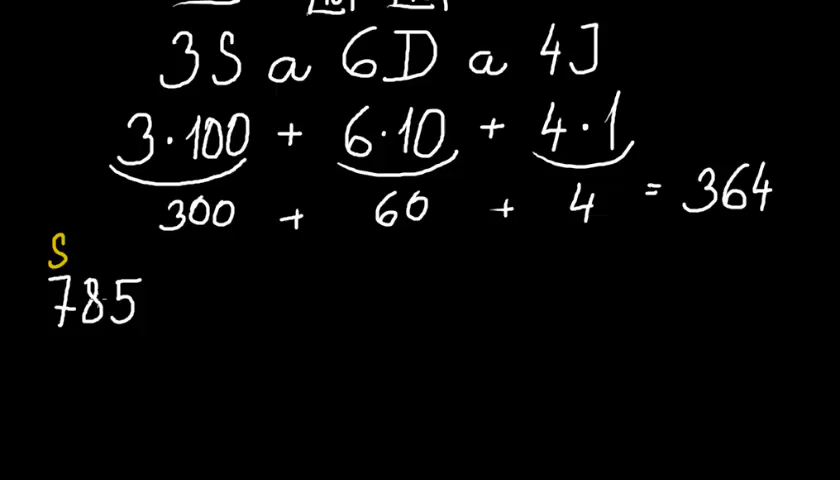 3S a 6D a 4J
3·100 + 6·10 + 4·1
300 + 60 + 4 = 364
S
785